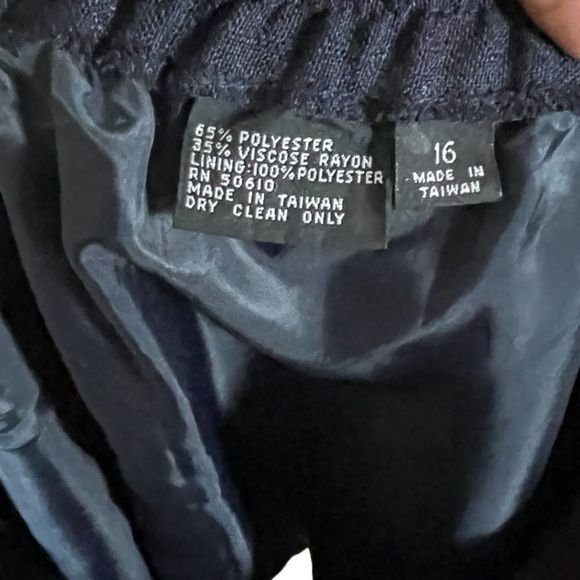 65% POLYESTER
35% VISCOSE RAYON
LINING:100%POLYESTER
RN 50610
MADE IN TAIWAN
DRY CLEAN ONLY
16
MADE IN
TAIWAN